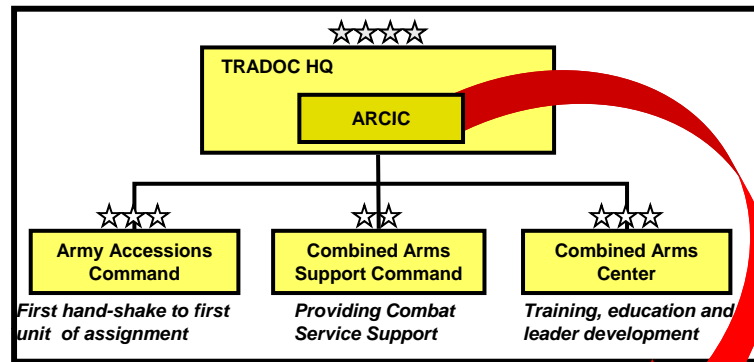 TRADOC HQ
ARCIC
Army Accessions
Command
First hand-shake to first
unit of assignment
Combined Arms
Support Command
Providing Combat
Service Support
Combined Arms
Center
Training, education and
leader development